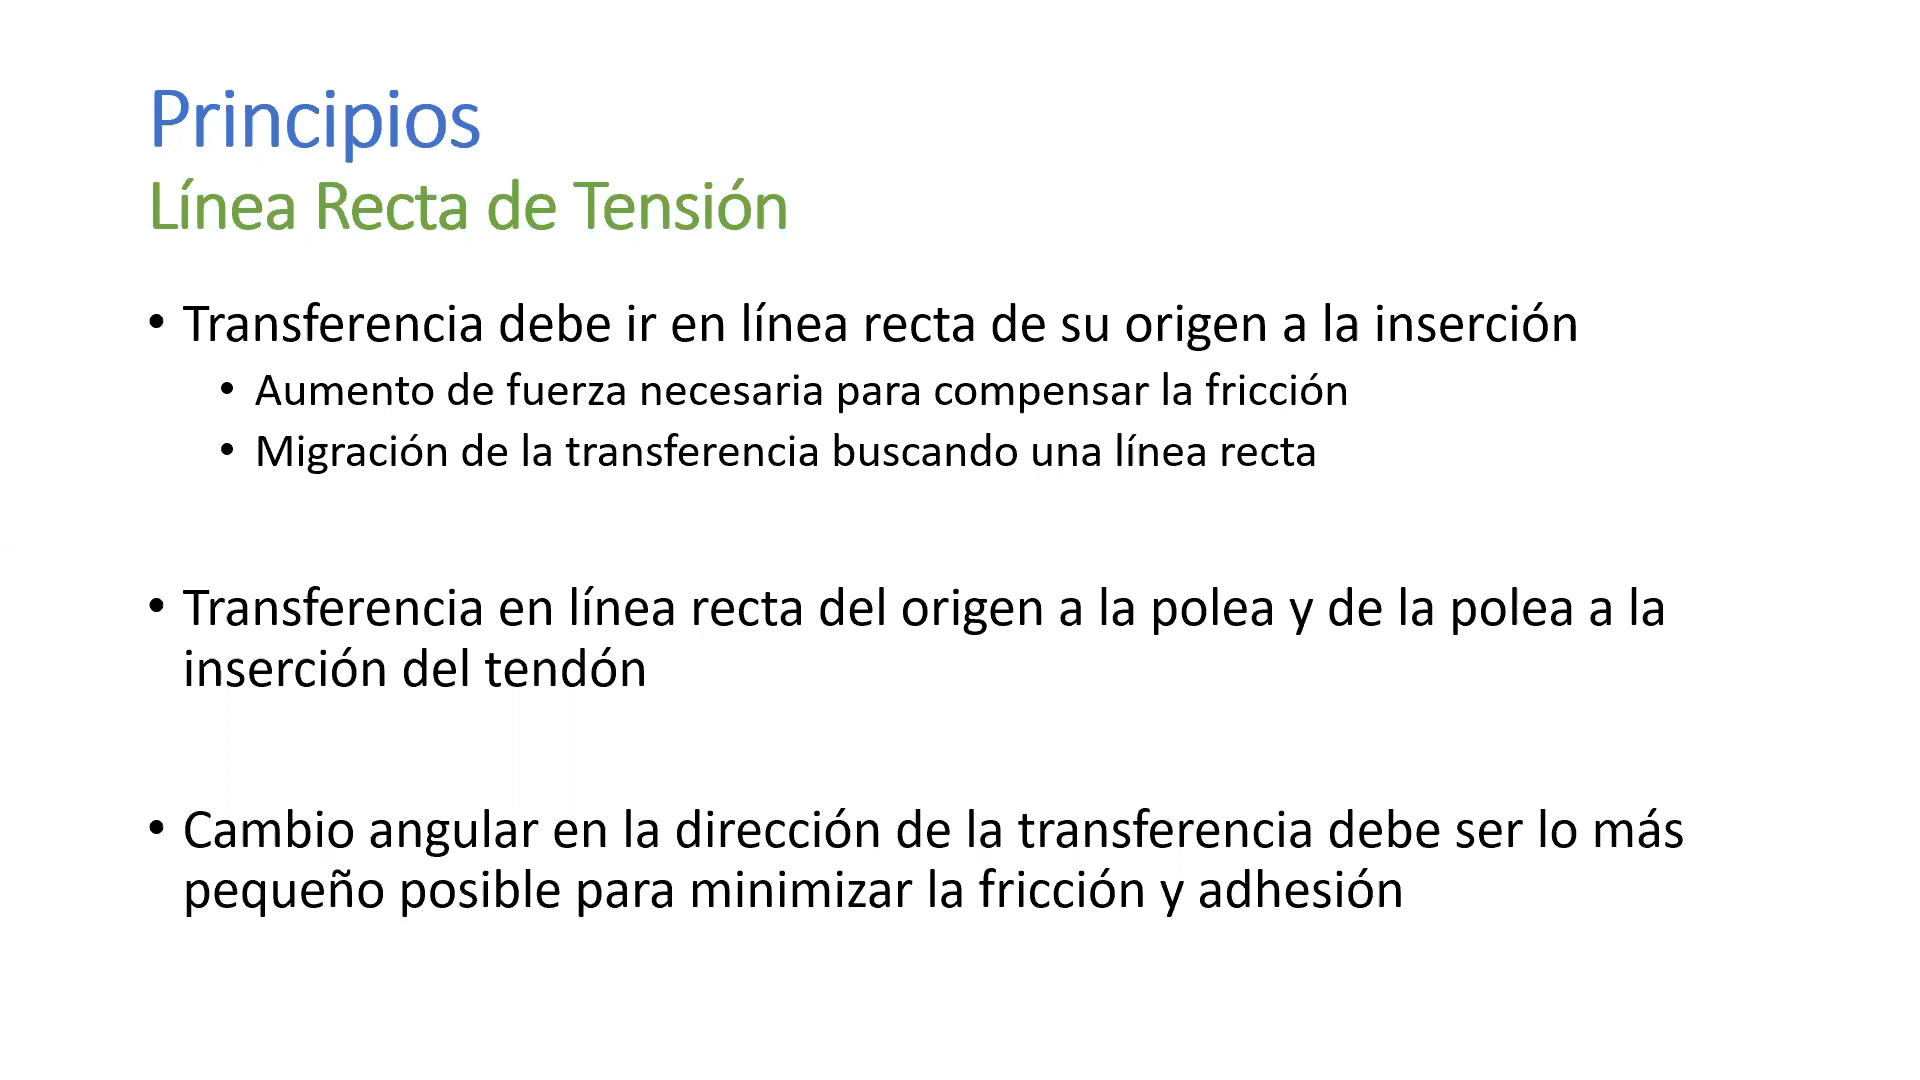 Principios
Línea Recta de Tensión
• Transferencia debe ir en línea recta de su origen a la inserción
• Aumento de fuerza necesaria para compensar la fricción
• Migración de la transferencia buscando una línea recta
• Transferencia en línea recta del origen a la polea y de la polea a la
inserción del tendón
• Cambio angular en la dirección de la transferencia debe ser lo más
pequeño posible para minimizar la fricción y adhesión